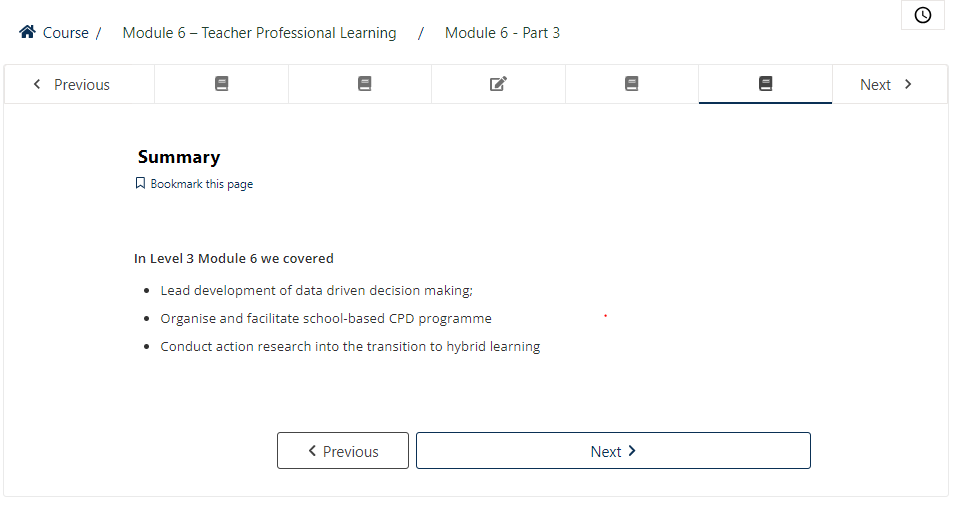 Course / Module 6 – Teacher Professional Learning / Module 6 - Part 3
Previous Next
Summary
Bookmark this page
In Level 3 Module 6 we covered
• Lead development of data driven decision making;
• Organise and facilitate school-based CPD programme
• Conduct action research into the transition to hybrid learning
Previous Next